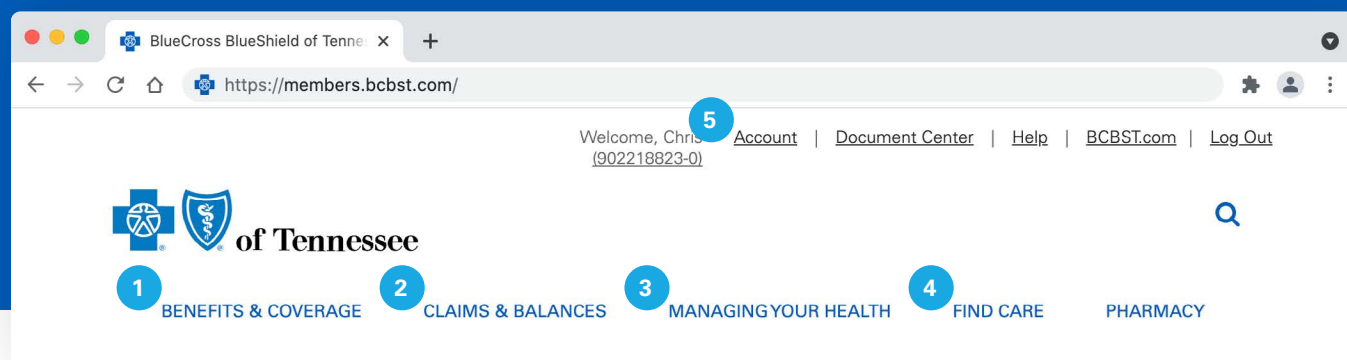 BlueCross BlueShield of Tenne
https://members.bcbst.com/
5
Welcome, Chris Account | Document Center | Help | BCBST.com | Log Out
(902218823-0)
of Tennessee
1 2 3 4
BENEFITS & COVERAGE CLAIMS & BALANCES MANAGING YOUR HEALTH FIND CARE PHARMACY